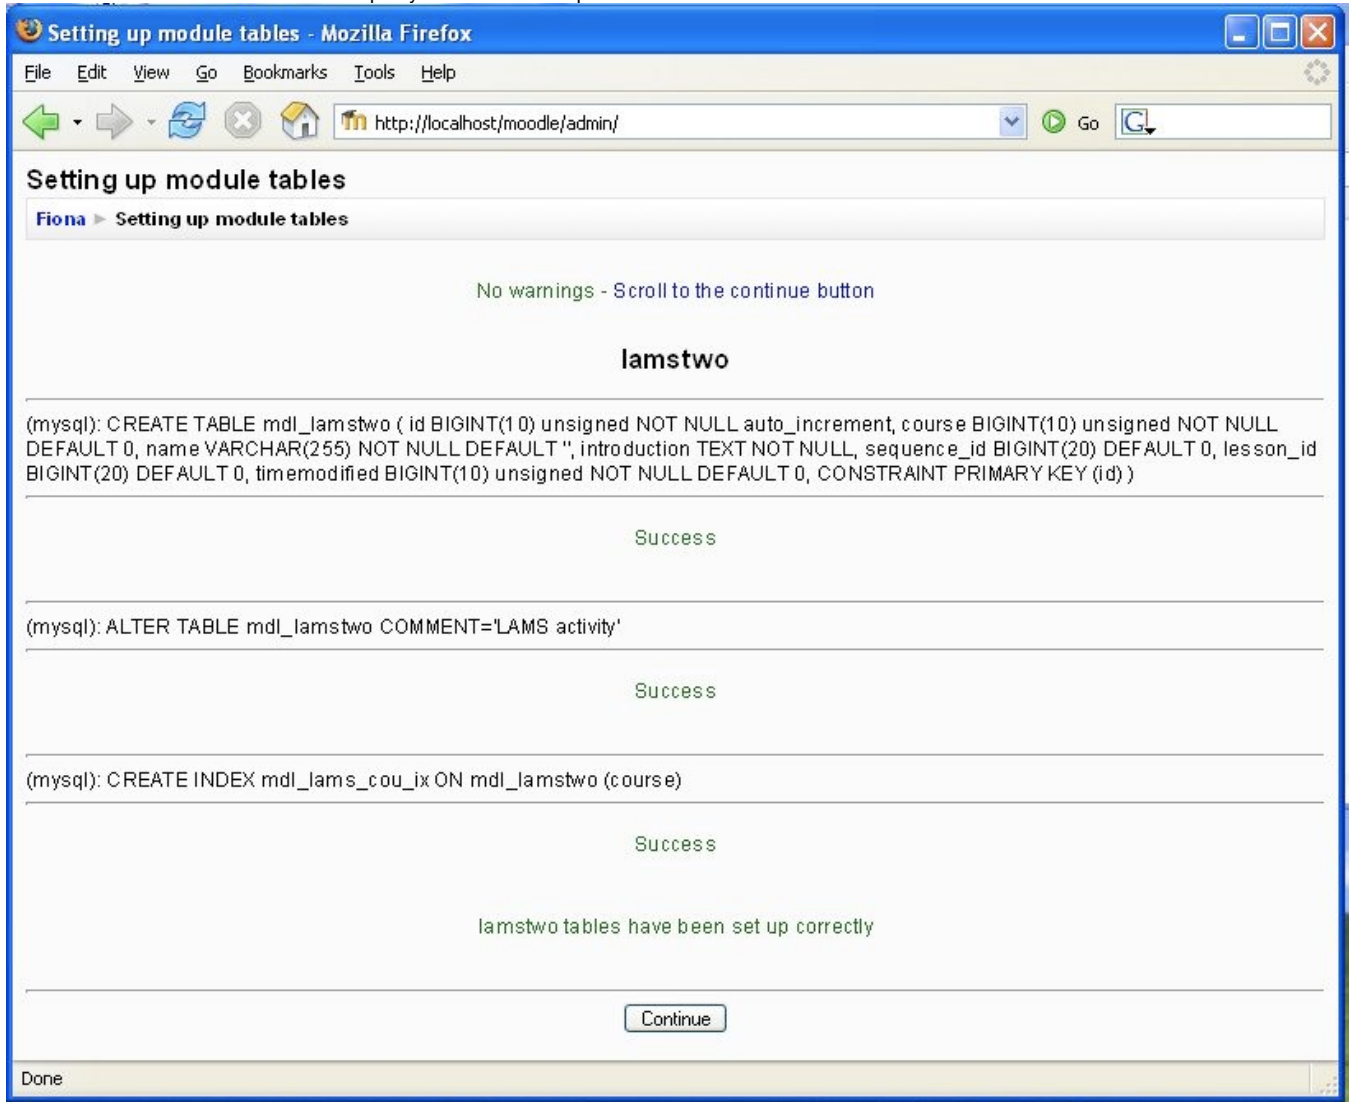 Setting up module tables - Mozilla Firefox
File Edit View Go Bookmarks Tools Help
http://localhost/moodle/admin/ Go G
Setting up module tables
Fiona ► Setting up module tables
No warnings - Scroll to the continue button
lamstwo
(mysql): CREATE TABLE mdl_lamstwo ( id BIGINT(10) unsigned NOT NULL auto_increment, course BIGINT(10) unsigned NOT NULL
DEFAULT 0, name VARCHAR(255) NOT NULL DEFAULT '', introduction TEXT NOT NULL, sequence_id BIGINT(20) DEFAULT 0, lesson_id
BIGINT(20) DEFAULT 0, timemodified BIGINT(10) unsigned NOT NULL DEFAULT 0, CONSTRAINT PRIMARY KEY (id) )
Success
(mysql): ALTER TABLE mdl_lamstwo COMMENT='LAMS activity'
Success
(mysql): CREATE INDEX mdl_lams_cou_ix ON mdl_lamstwo (course)
Success
lamstwo tables have been set up correctly
Continue
Done